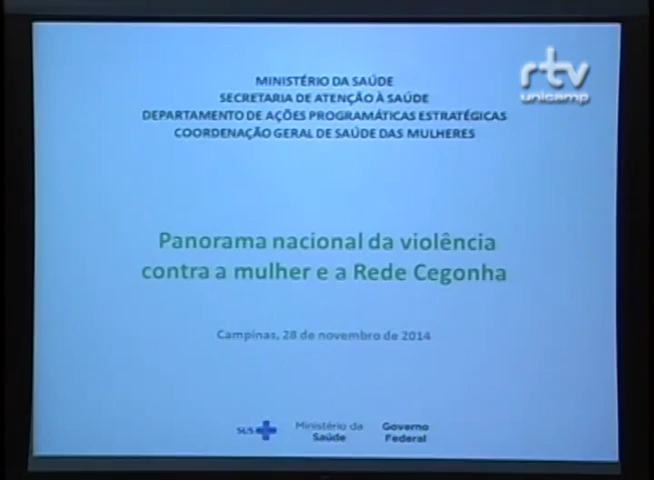 rtv
unicamp
MINISTÉRIO DA SAÚDE
SECRETARIA DE ATENÇÃO À SAÚDE
DEPARTAMENTO DE AÇÕES PROGRAMÁTICAS ESTRATÉGICAS
COORDENAÇÃO GERAL DE SAÚDE DAS MULHERES
Panorama nacional da violência
contra a mulher e a Rede Cegonha
Campinas, 28 de novembro de 2014
SUS
Ministério da
Saúde
Governo
Federal